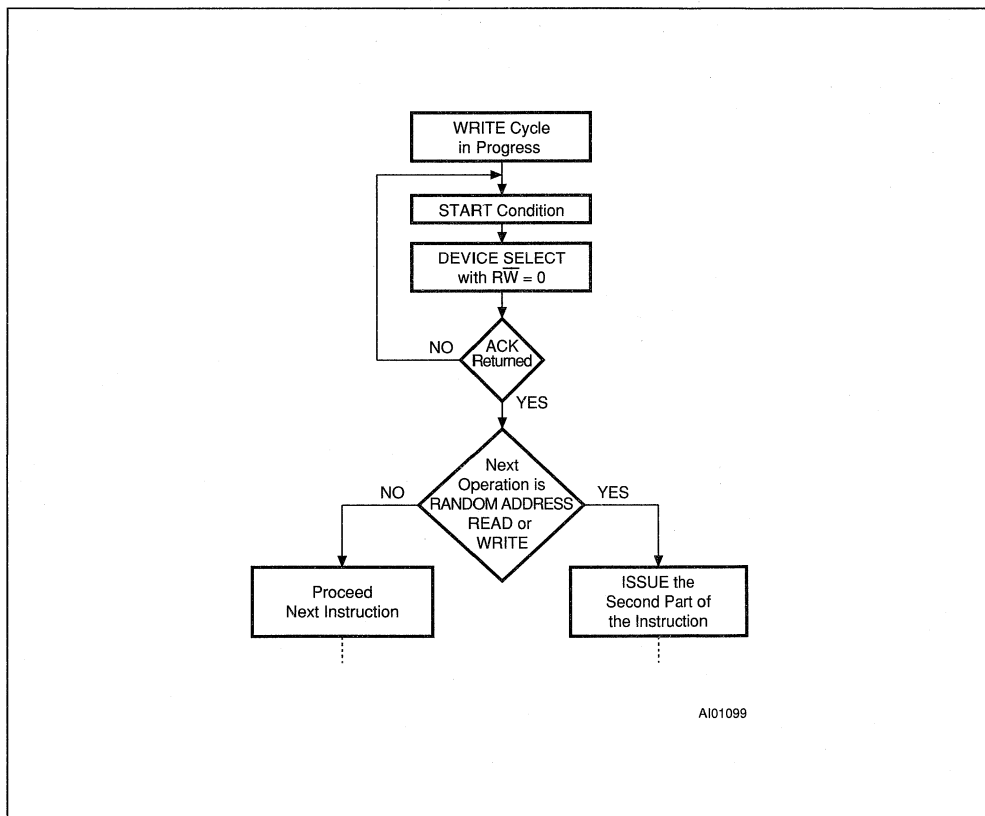 WRITE Cycle
in Progress
START Condition
DEVICE SELECT
with RW̅ = 0
ACK
Returned
NO
YES
Next
Operation is
RANDOM ADDRESS
READ or
WRITE
NO
YES
Proceed
Next Instruction
ISSUE the
Second Part of
the Instruction
AI01099